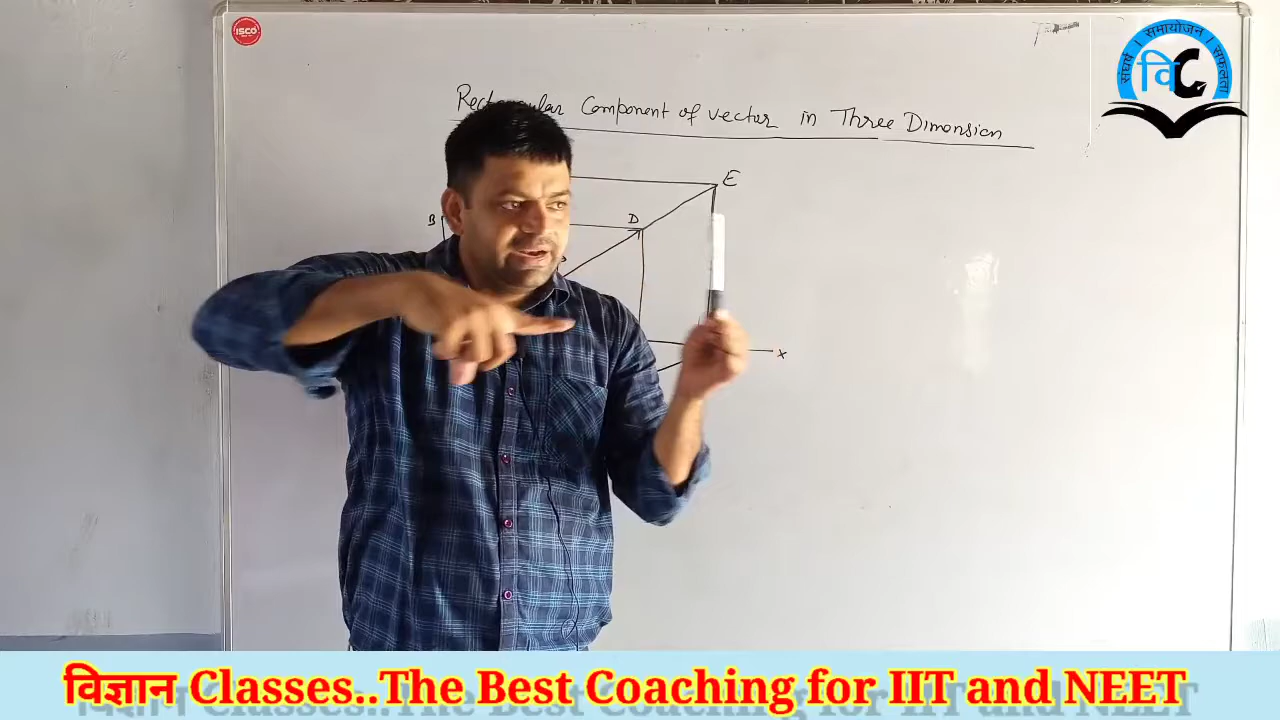 ISCO
संघर्ष । समायोजन । सफलता
विC
Rectangular Component of vector in Three Dimension
E
B D
x
विज्ञान Classes..The Best Coaching for IIT and NEET